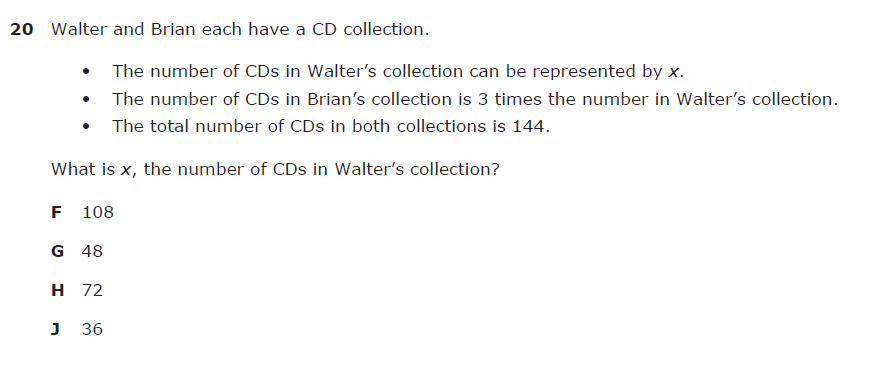 20 Walter and Brian each have a CD collection.
• The number of CDs in Walter’s collection can be represented by x.
• The number of CDs in Brian’s collection is 3 times the number in Walter’s collection.
• The total number of CDs in both collections is 144.
What is x, the number of CDs in Walter’s collection?
F 108
G 48
H 72
J 36